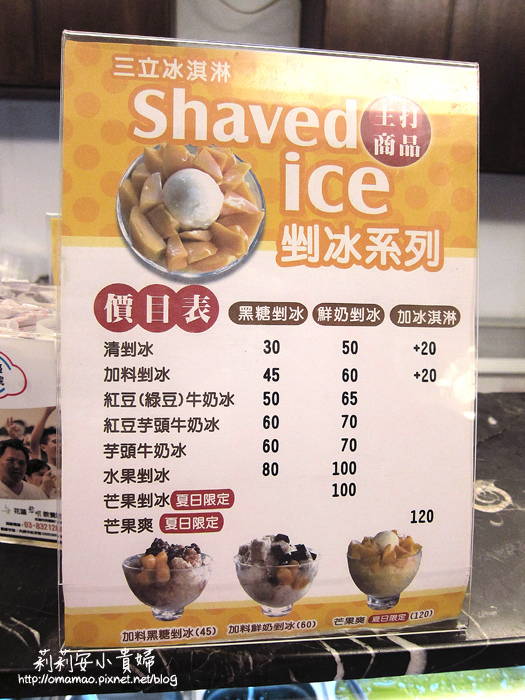 三立冰淇淋
Shaved
ice
主打
商品
剉冰系列
價目表 黑糖剉冰 鮮奶剉冰 加冰淇淋
清剉冰 30 50 +20
加料剉冰 45 60 +20
紅豆(綠豆)牛奶冰 50 65
紅豆芋頭牛奶冰 60 70
芋頭牛奶冰 60 70
水果剉冰 80 100
芒果剉冰 夏日限定 100
芒果爽 夏日限定 120
加料黑糖剉冰(45) 加料鮮奶剉冰(60) 芒果爽 夏日限定(120)
花蓮
03-83212
莉莉安小貴婦
http://omamao.pixnet.net/blog